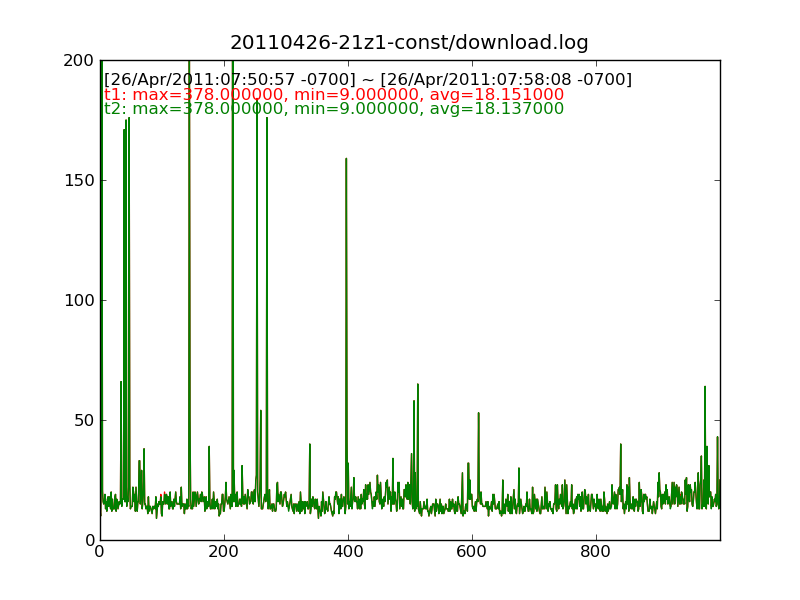 20110426-21z1-const/download.log
200
[26/Apr/2011:07:50:57 -0700] ~ [26/Apr/2011:07:58:08 -0700]
t1: max=378.000000, min=9.000000, avg=18.151000
t2: max=378.000000, min=9.000000, avg=18.137000
150
100
50
0
0 200 400 600 800